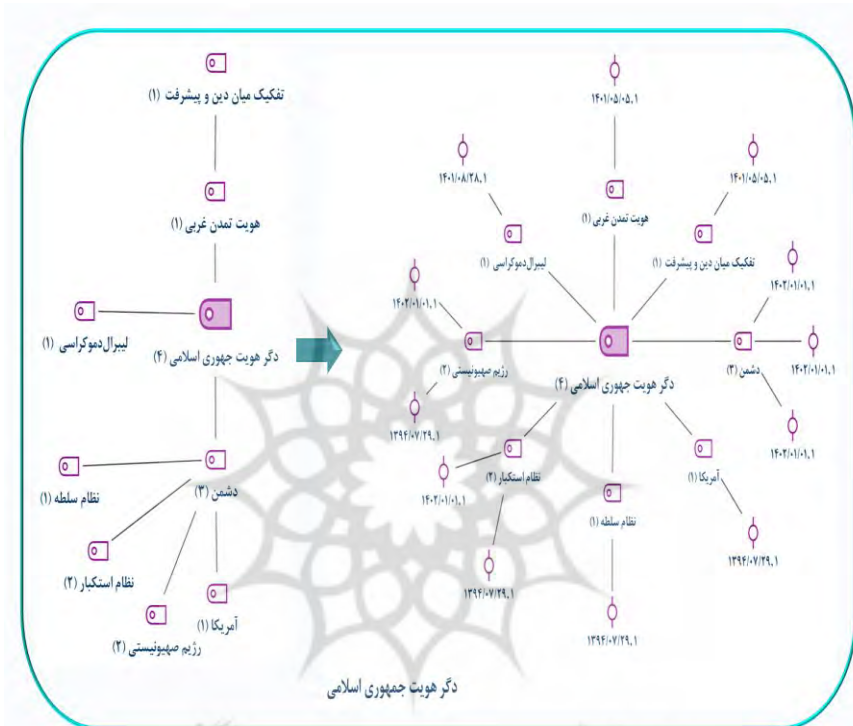 تفکیک میان دین و پیشرفت (۱)
هویت تمدن غربی (۱)
لیبرال‌دموکراسی (۱)
دگر هویت جهوری اسلامی (۴)
دشمن (۳)
نظام سلطه (۱)
نظام استکبار (۲)
رژیم صهیونیستی (۲)
آمریکا (۱)
۱۴۰۱/۰۵/۰۵.۱
۱۴۰۱/۰۸/۲۸.۱
۱۴۰۱/۰۵/۰۵.۱
هویت تمدن غربی (۱)
لیبرال‌دموکراسی (۱)
تفکیک میان دین و پیشرفت (۱)
۱۴۰۲/۰۱/۰۱.۱
۱۴۰۲/۰۱/۰۱.۱
رژیم صهیونیستی (۲)
دگر هویت جهوری اسلامی (۴)
دشمن (۳)
۱۴۰۲/۰۱/۰۱.۱
۱۳۹۴/۰۷/۲۹.۱
۱۴۰۲/۰۱/۰۱.۱
نظام استکبار (۲)
آمریکا (۱)
۱۴۰۲/۰۱/۰۱.۱
نظام سلطه (۱)
۱۳۹۴/۰۷/۲۹.۱
۱۳۹۴/۰۷/۲۹.۱
۱۳۹۴/۰۷/۲۹.۱
دگر هویت جمهوری اسلامی